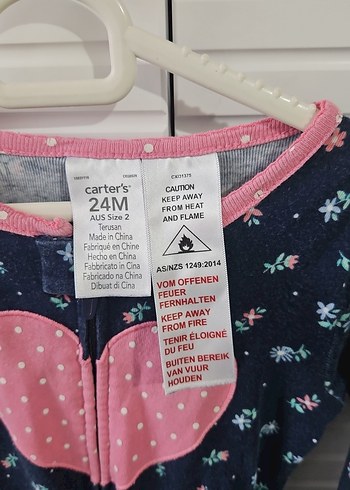 carter's
24M
AUS Size 2
Terusan
Made in China
Fabriqué en Chine
Hecho en China
Fabricato in Cina
Fabricado na China
Dibuat di Cina
CAUTION
KEEP AWAY
FROM HEAT
AND FLAME
AS/NZS 1249:2014
VOM OFFENEN
FEUER
FERNHALTEN
KEEP AWAY
FROM FIRE
TENIR ÉLOIGNÉ
DU FEU
BUITEN BEREIK
VAN VUUR
HOUDEN